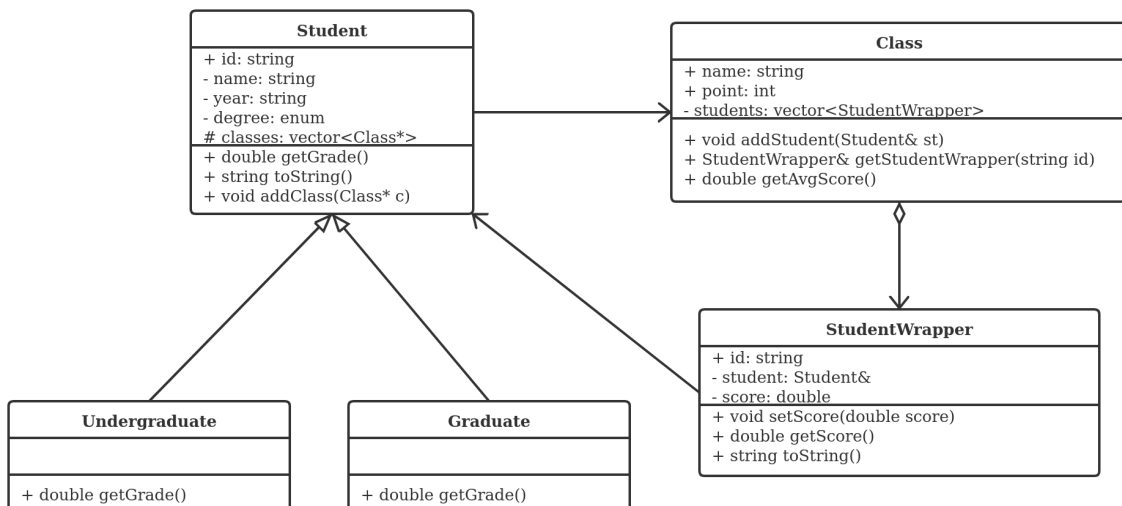 Student
+ id: string
- name: string
- year: string
- degree: enum
# classes: vector<Class*>
+ double getGrade()
+ string toString()
+ void addClass(Class* c)
Class
+ name: string
+ point: int
- students: vector<StudentWrapper>
+ void addStudent(Student& st)
+ StudentWrapper& getStudentWrapper(string id)
+ double getAvgScore()
StudentWrapper
+ id: string
- student: Student&
- score: double
+ void setScore(double score)
+ double getScore()
+ string toString()
Undergraduate
+ double getGrade()
Graduate
+ double getGrade()